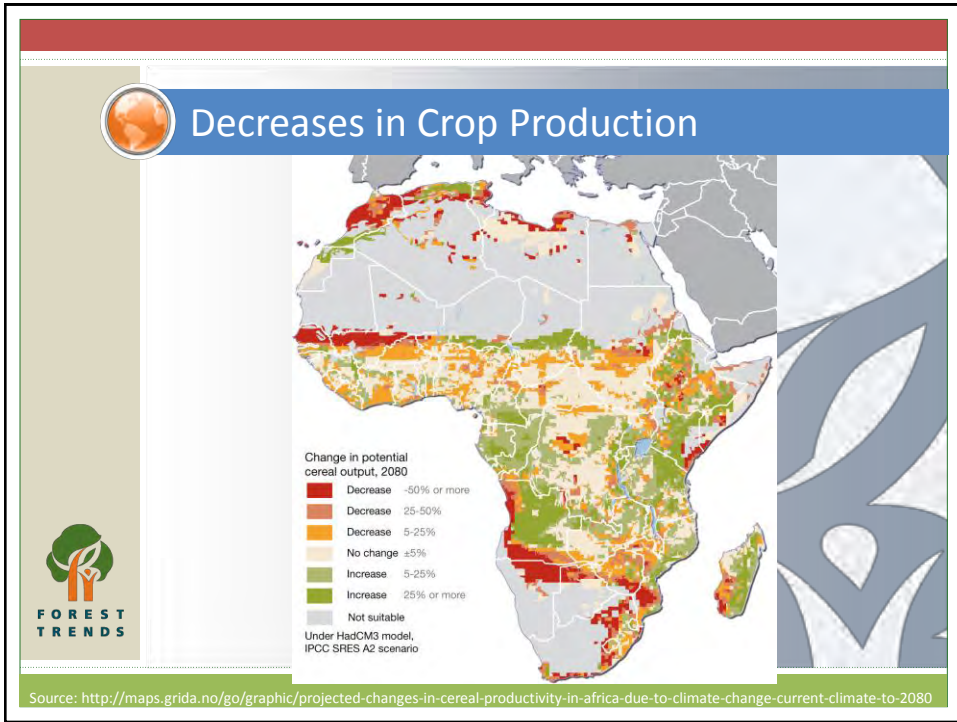 Decreases in Crop Production
Change in potential
cereal output, 2080
Decrease -50% or more
Decrease 25-50%
Decrease 5-25%
No change ±5%
Increase 5-25%
Increase 25% or more
Not suitable
Under HadCM3 model,
IPCC SRES A2 scenario
FOREST
TRENDS
Source: http://maps.grida.no/go/graphic/projected-changes-in-cereal-productivity-in-africa-due-to-climate-change-current-climate-to-2080